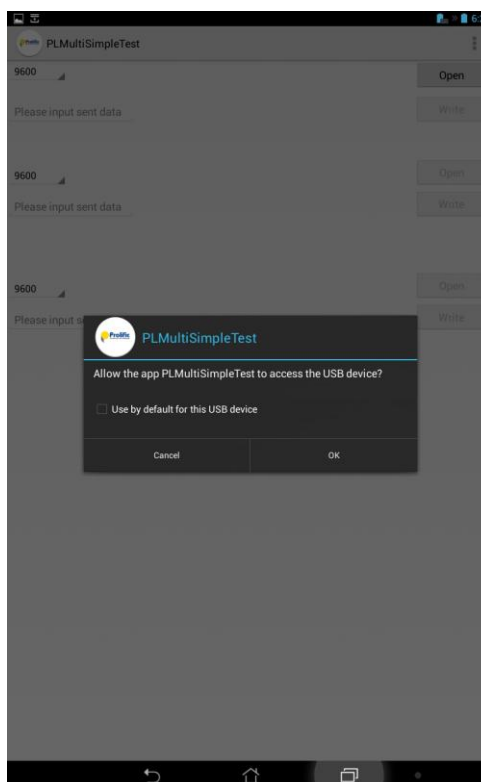 6:
PLMultiSimpleTest
9600
Open
Please input sent data
Write
9600
Open
Please input sent data
Write
9600
Open
Please input s
Write
Prolific
PLMultiSimpleTest
Allow the app PLMultiSimpleTest to access the USB device?
Use by default for this USB device
Cancel OK